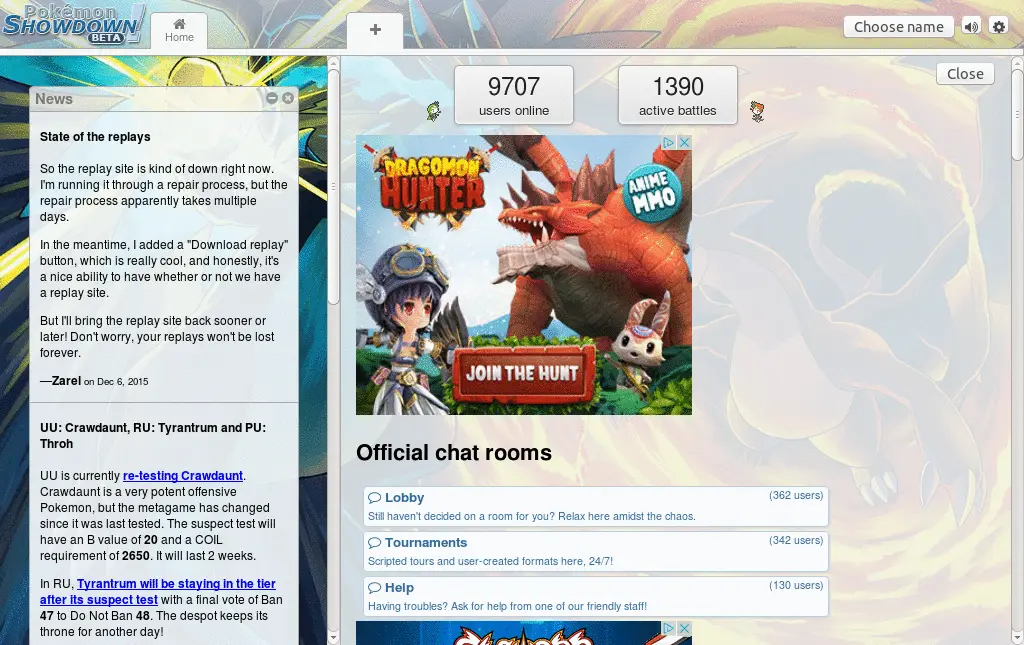 Pokémon
SHOWDOWN!
BETA
Home
+
Choose name
News
State of the replays
So the replay site is kind of down right now.
I'm running it through a repair process, but the
repair process apparently takes multiple
days.
In the meantime, I added a "Download replay"
button, which is really cool, and honestly, it's
a nice ability to have whether or not we have
a replay site.
But I'll bring the replay site back sooner or
later! Don't worry, your replays won't be lost
forever.
—Zarel on Dec 6, 2015
UU: Crawdaunt, RU: Tyrantrum and PU:
Throh
UU is currently re-testing Crawdaunt.
Crawdaunt is a very potent offensive
Pokemon, but the metagame has changed
since it was last tested. The suspect test will
have an B value of 20 and a COIL
requirement of 2650. It will last 2 weeks.
In RU, Tyrantrum will be staying in the tier
after its suspect test with a final vote of Ban
47 to Do Not Ban 48. The despot keeps its
throne for another day!
9707
users online
1390
active battles
Close
DRAGOMON
HUNTER
ANIME
MMO
JOIN THE HUNT
Official chat rooms
Lobby (362 users)
Still haven't decided on a room for you? Relax here amidst the chaos.
Tournaments (342 users)
Scripted tours and user-created formats here, 24/7!
Help (130 users)
Having troubles? Ask for help from one of our friendly staff!